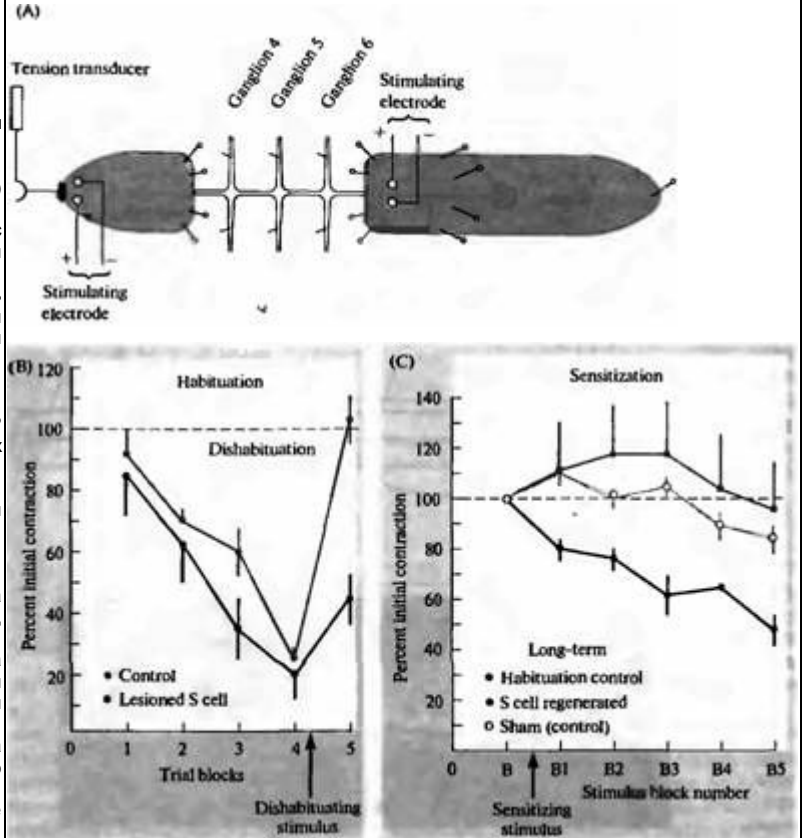 (A)
Tension transducer
Ganglion 4
Ganglion 5
Ganglion 6
Stimulating
electrode
+ −
+ −
Stimulating
electrode
(B)
120
100
80
60
40
20
Percent initial contraction
Habituation
Dishabituation
Control
Lesioned S cell
0 1 2 3 4 5
Trial blocks
Dishabituating
stimulus
(C)
140
120
100
80
60
40
20
Percent initial contraction
Sensitization
Long-term
Habituation control
S cell regenerated
Sham (control)
0 B B1 B2 B3 B4 B5
Stimulus block number
Sensitizing
stimulus